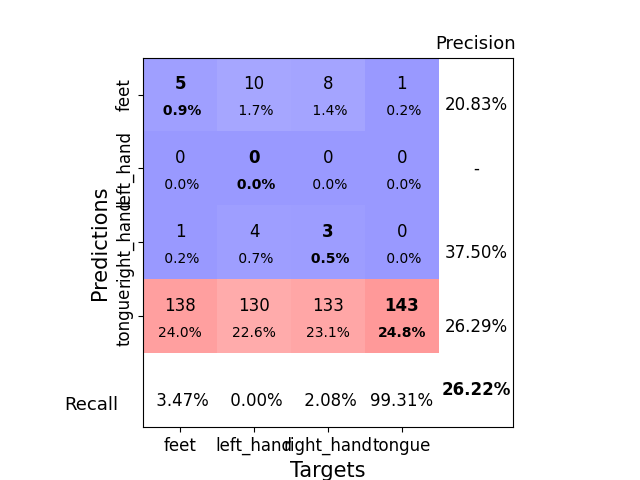 Precision
feet 5 10 8 1 20.83%
0.9% 1.7% 1.4% 0.2%
left_hand 0 0 0 0 -
0.0% 0.0% 0.0% 0.0%
right_hand 1 4 3 0 37.50%
0.2% 0.7% 0.5% 0.0%
tongue 138 130 133 143 26.29%
24.0% 22.6% 23.1% 24.8%
Predictions
Recall 3.47% 0.00% 2.08% 99.31% 26.22%
feet left_hand right_hand tongue
Targets